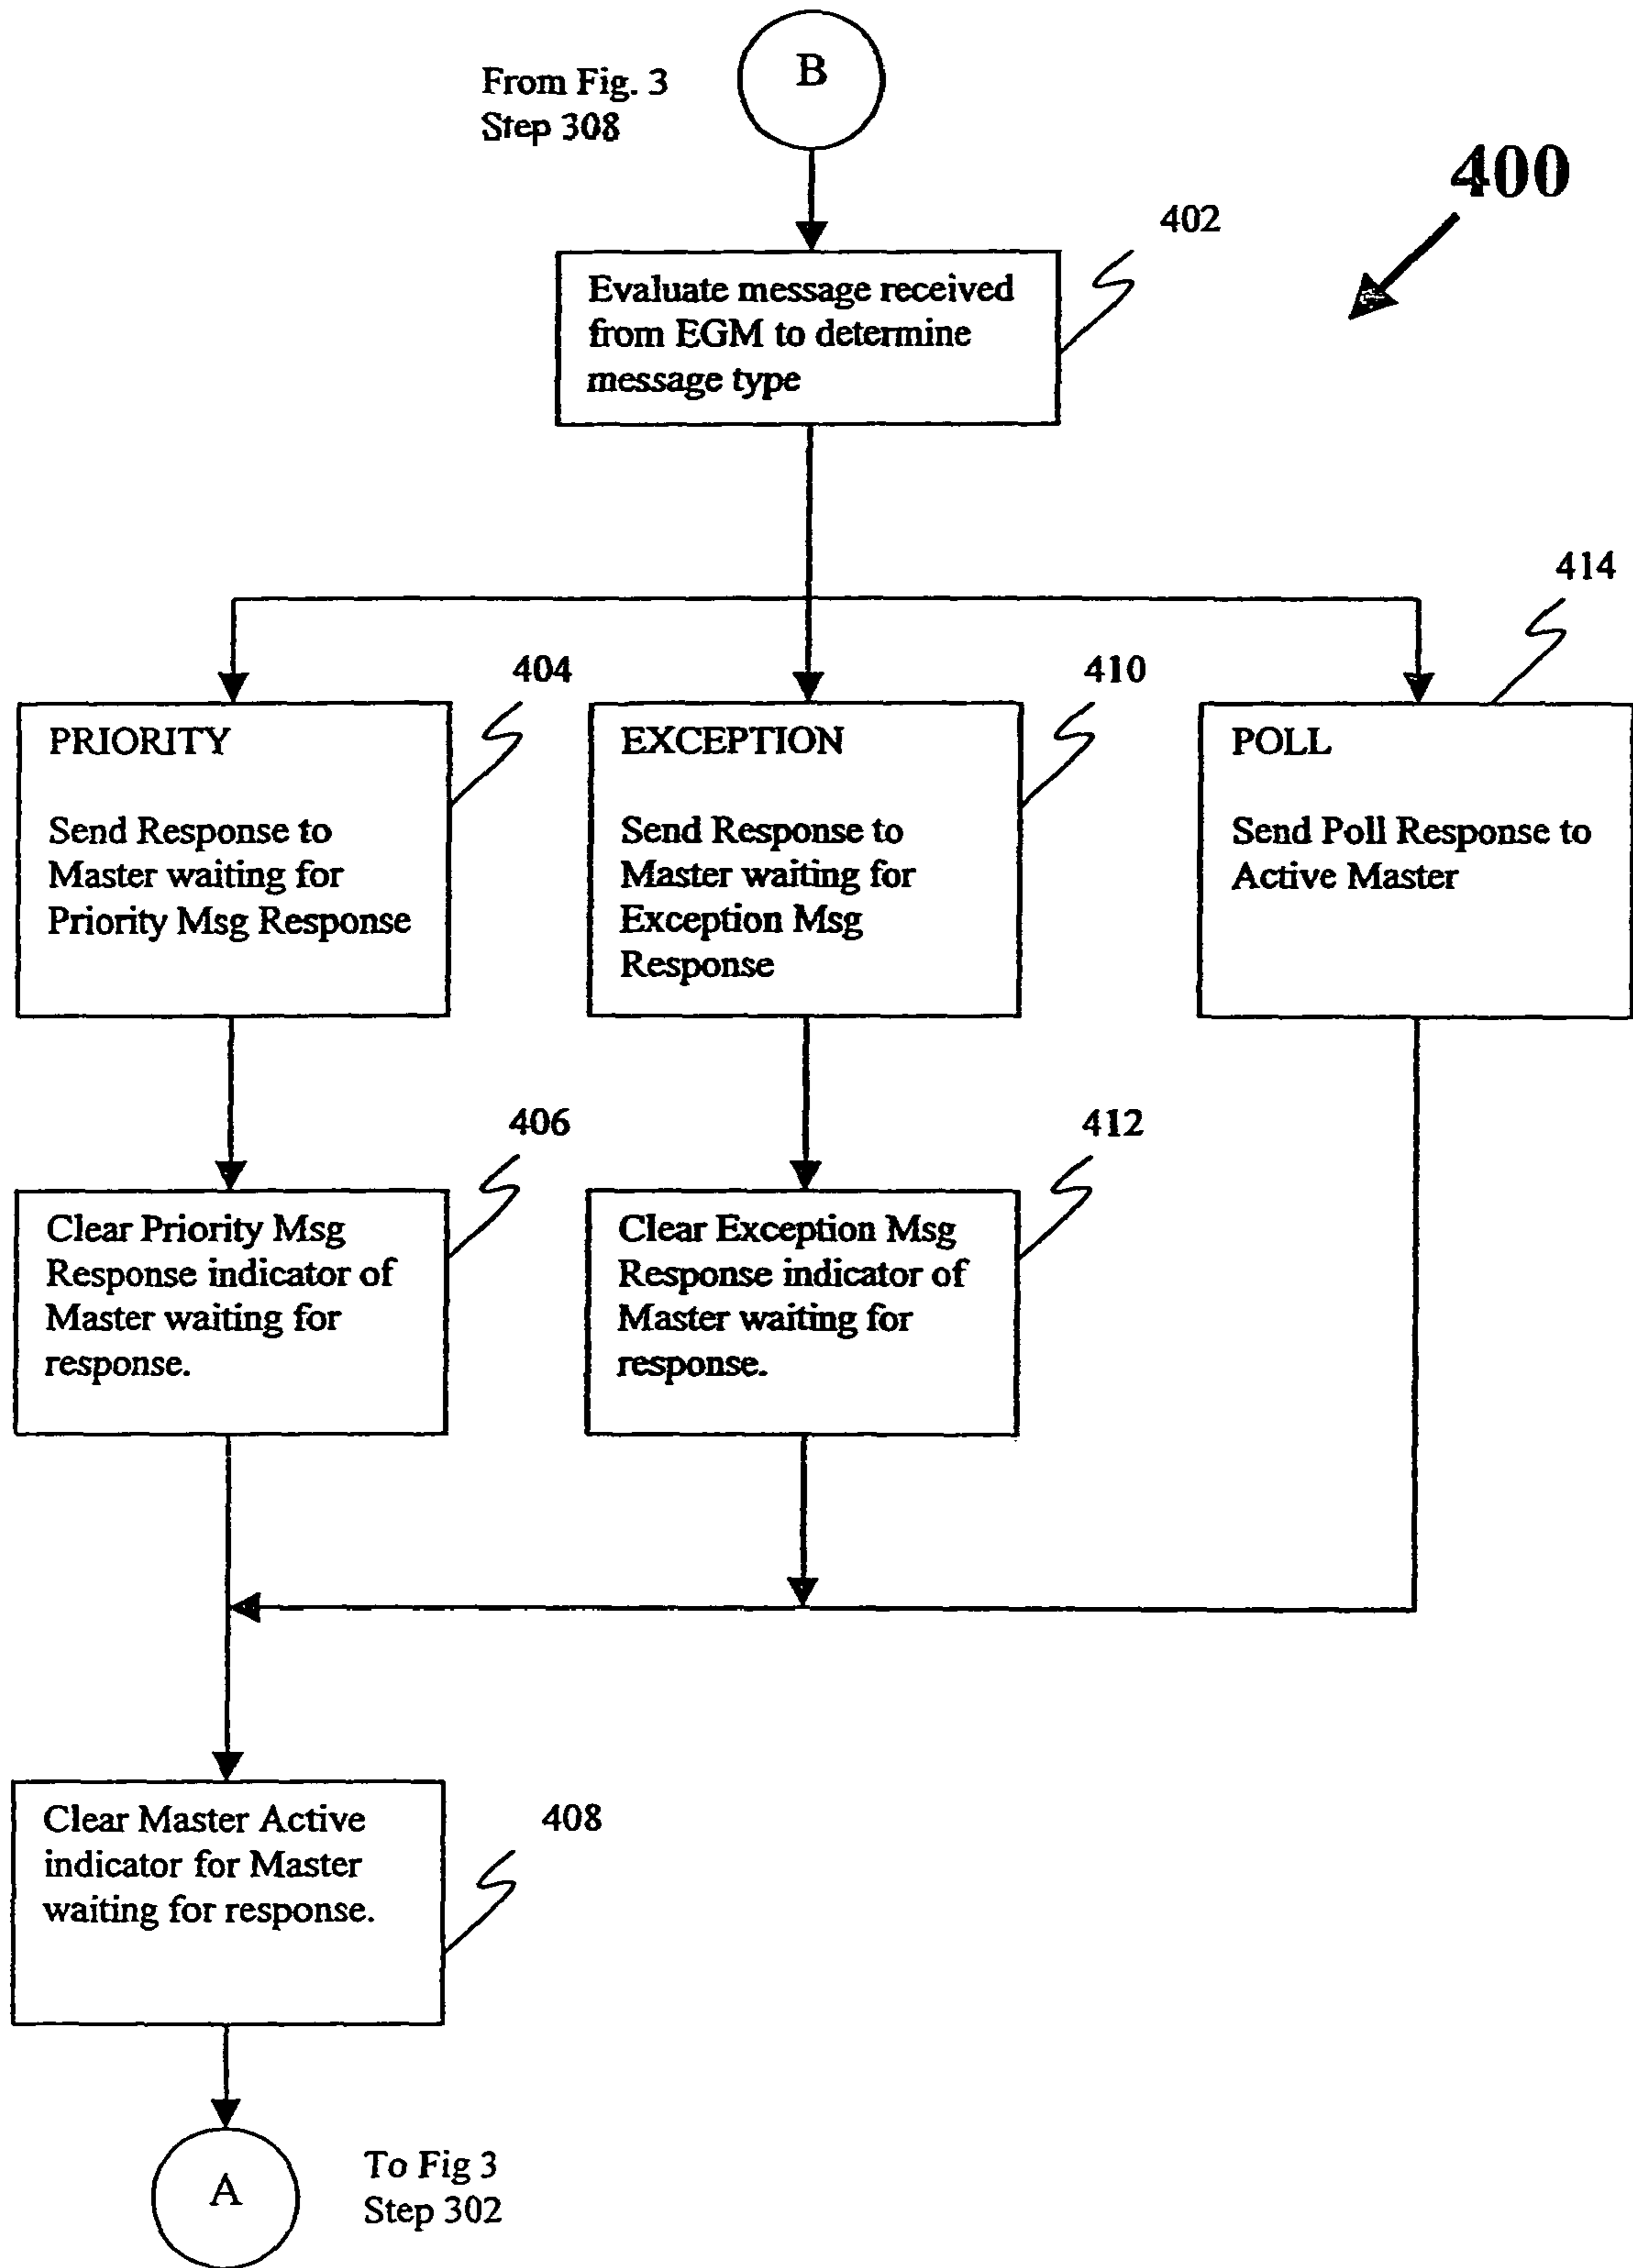 B
From Fig. 3
Step 308
400
402
Evaluate message received
from EGM to determine
message type
414
404
410
PRIORITY
Send Response to
Master waiting for
Priority Msg Response
EXCEPTION
Send Response to
Master waiting for
Exception Msg
Response
POLL
Send Poll Response to
Active Master
406
412
Clear Priority Msg
Response indicator of
Master waiting for
response.
Clear Exception Msg
Response indicator of
Master waiting for
response.
Clear Master Active
indicator for Master
waiting for response.
408
A
To Fig 3
Step 302